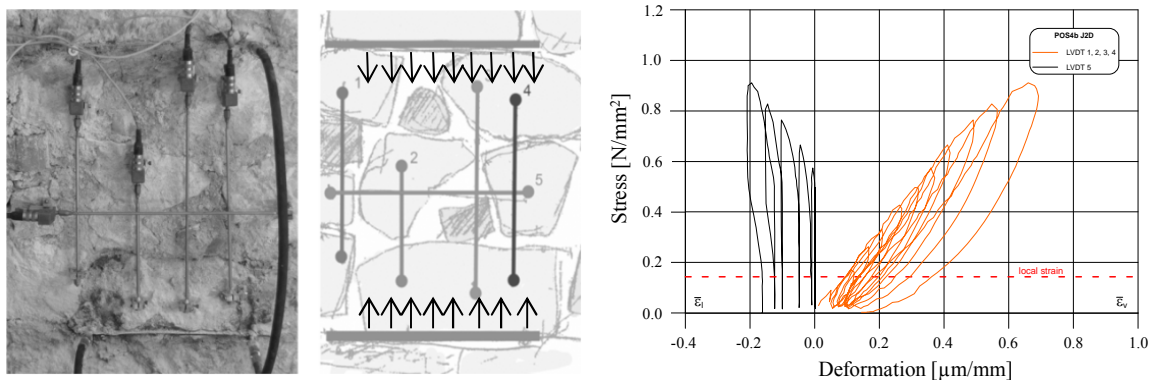 1
2
4
5
1.2
1.0
0.8
0.6
0.4
0.2
0.0
Stress [N/mm²]
POS4b J2D
LVDT 1, 2, 3, 4
LVDT 5
local strain
ε̅l
ε̅v
-0.4 -0.2 0.0 0.2 0.4 0.6 0.8 1.0
Deformation [µm/mm]